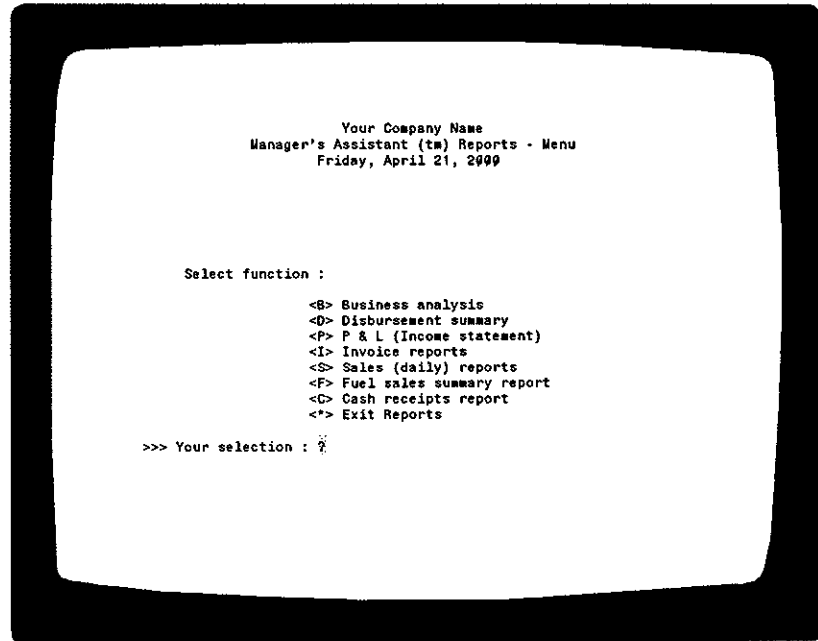 Your Company Name
Manager's Assistant (tm) Reports - Menu
Friday, April 21, 2000
Select function :
<B> Business analysis
<D> Disbursement summary
<P> P & L (Income statement)
<I> Invoice reports
<S> Sales (daily) reports
<F> Fuel sales summary report
<C> Cash receipts report
<*> Exit Reports
>>> Your selection : ?